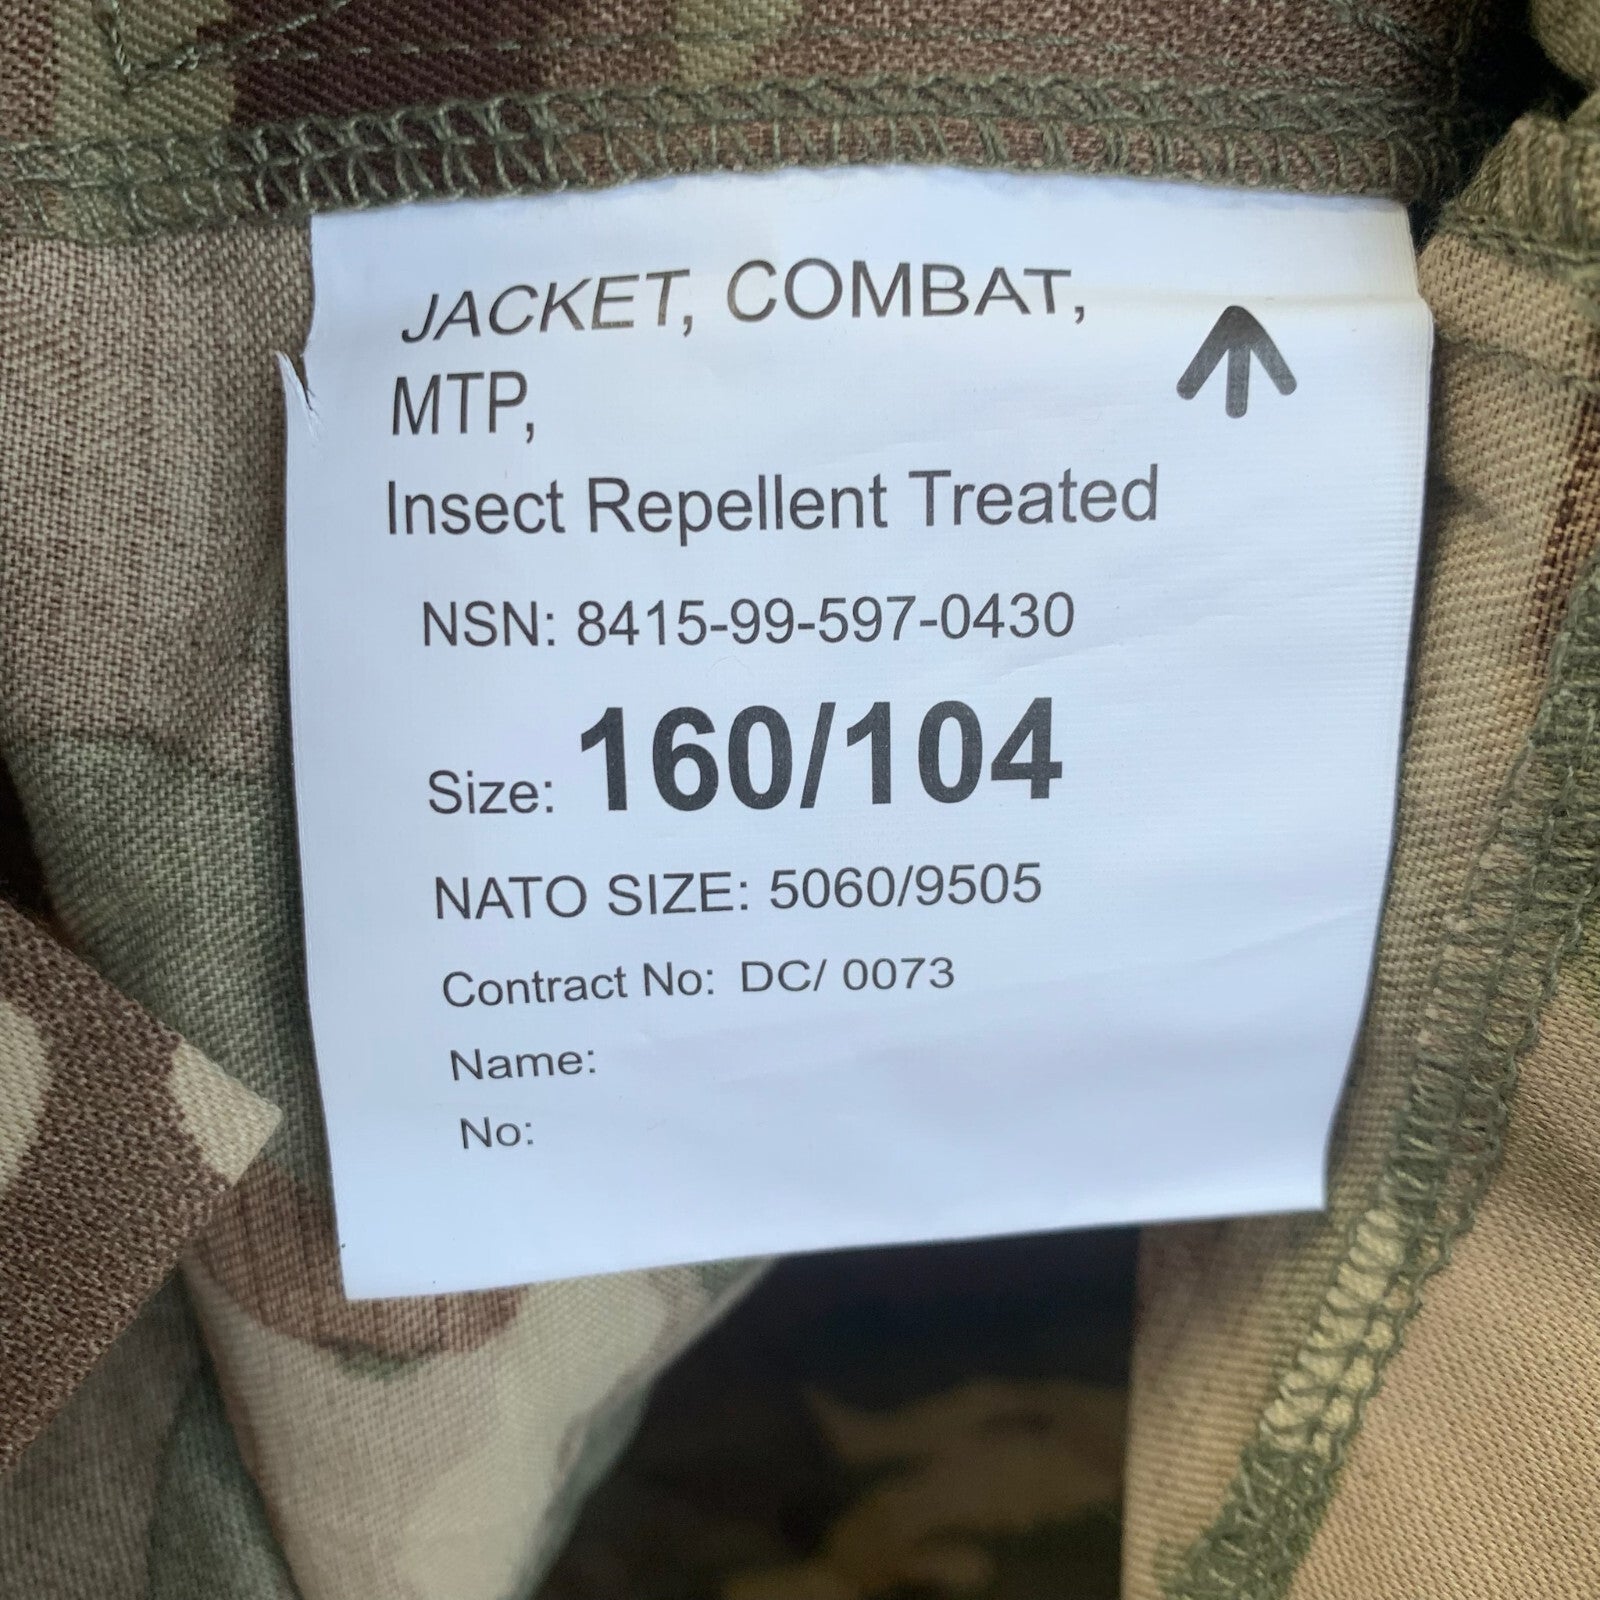 JACKET, COMBAT,
MTP,
Insect Repellent Treated
NSN: 8415-99-597-0430
Size: 160/104
NATO SIZE: 5060/9505
Contract No: DC/ 0073
Name:
No: